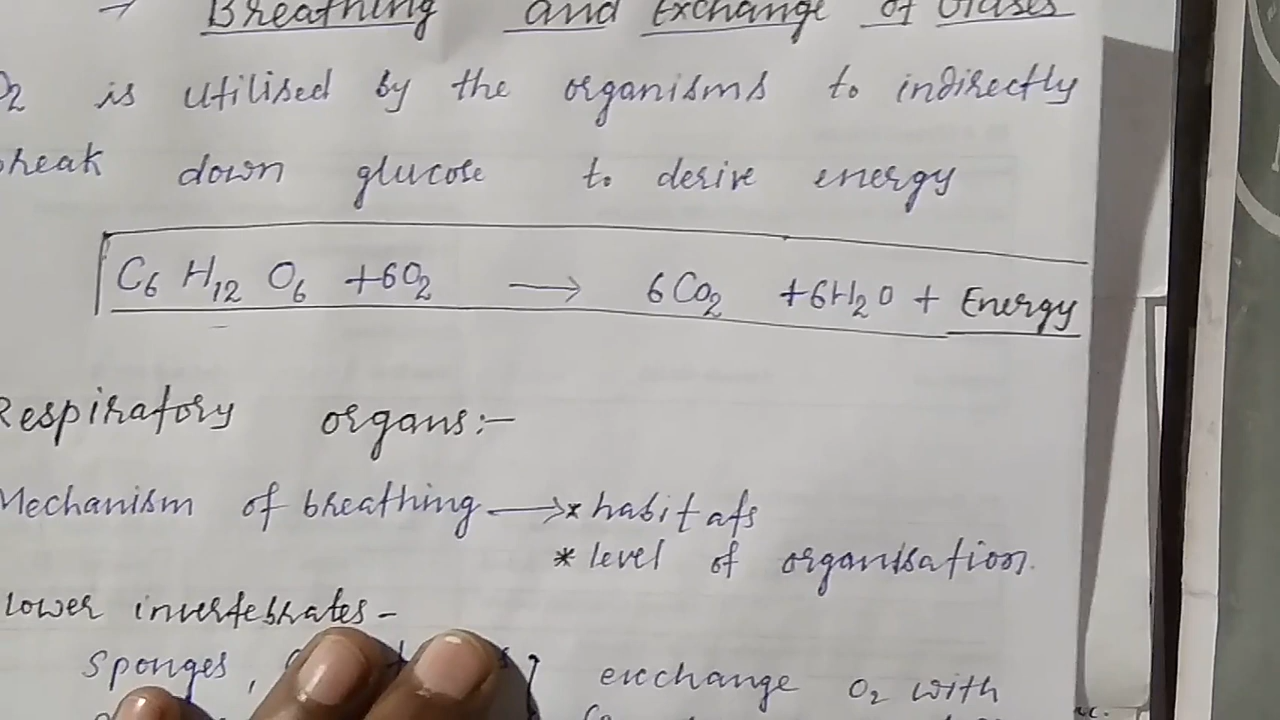 → Breathing and Exchange of Gases
O2 is utilised by the organisms to indirectly
break down glucose to derive energy
C6 H12 O6 +6O2 → 6Co2 +6H2O + Energy
Respiratory organs:-
Mechanism of breathing → * habitats
* level of organisation.
lower invertebrates -
Sponges,
exchange O2 with